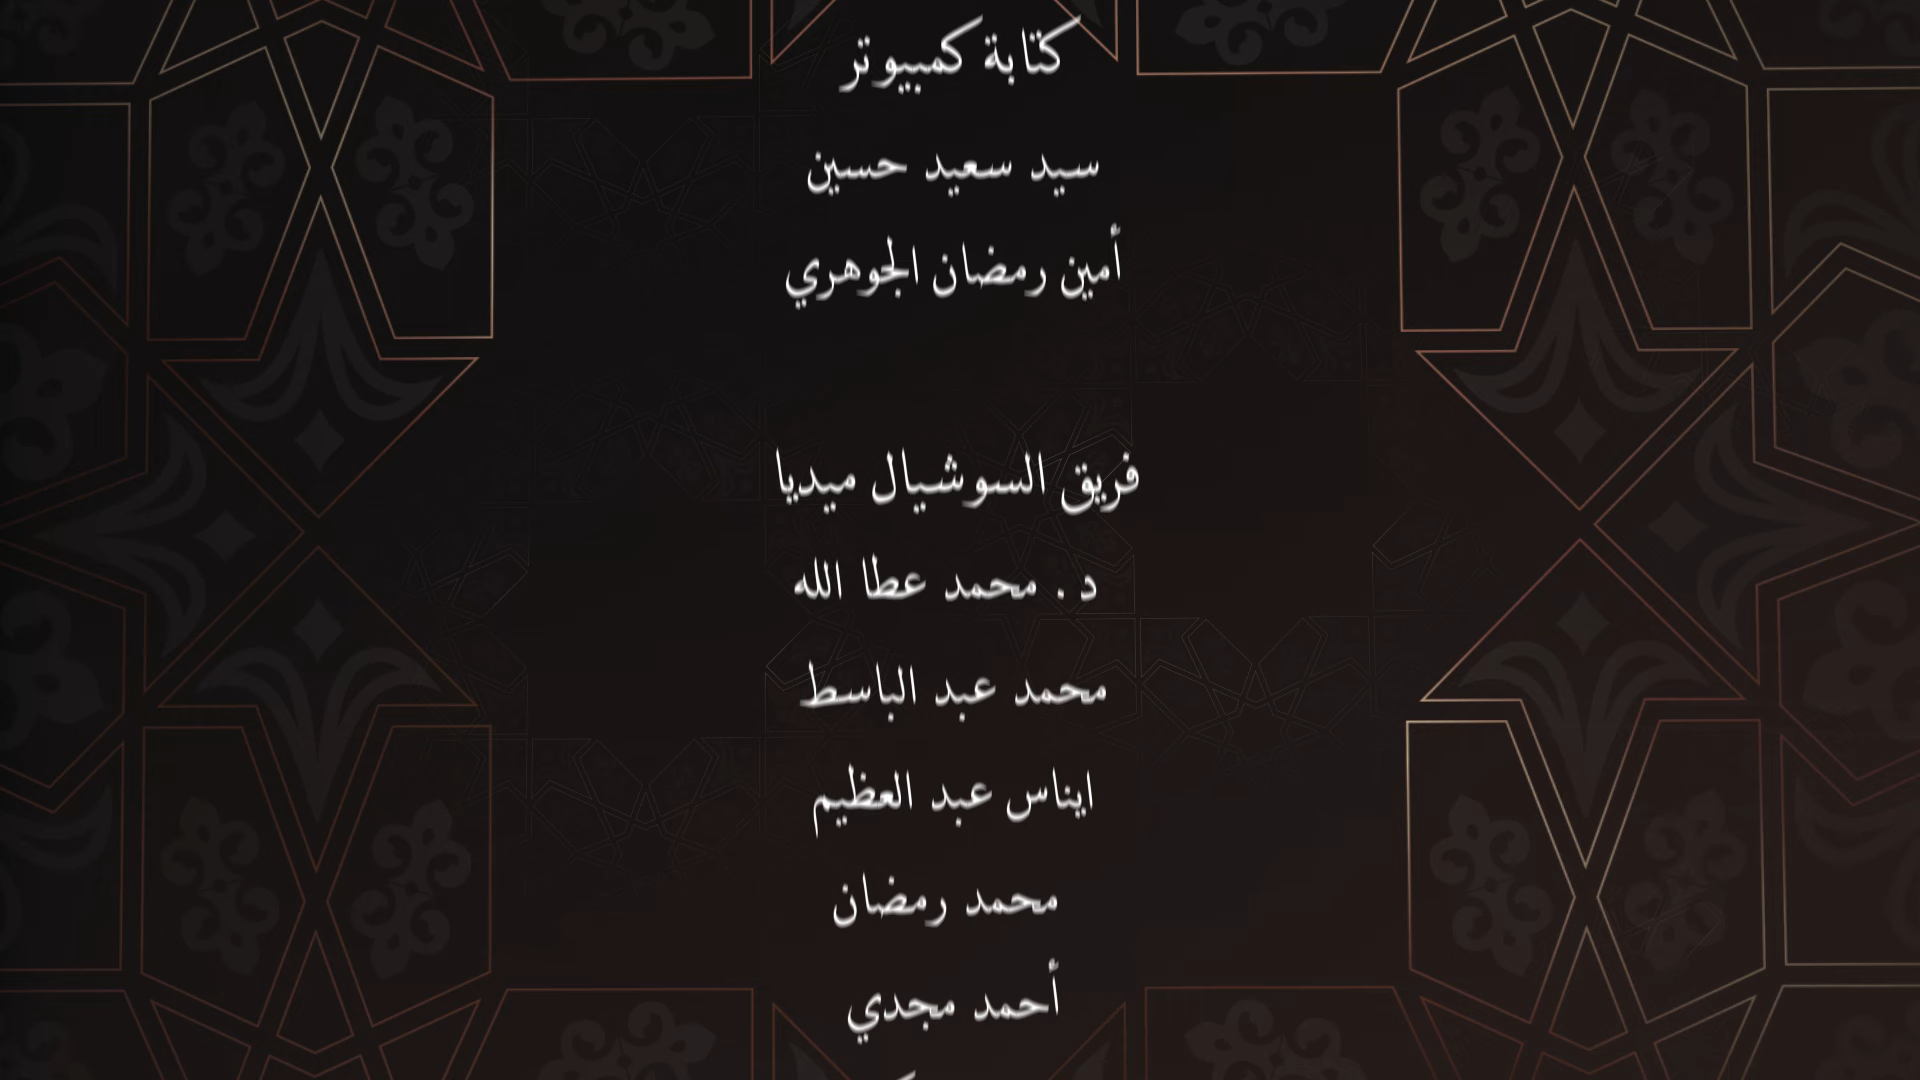 كتابة كمبيوتر
سيد سعيد حسين
أمين رمضان الجوهري
فريق السوشيال ميديا
د . محمد عطا الله
محمد عبد الباسط
ايناس عبد العظيم
محمد رمضان
أحمد مجدي